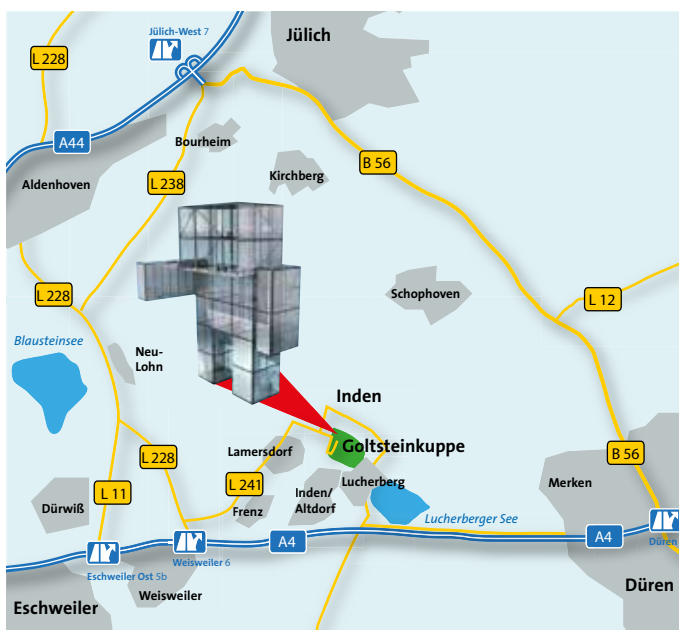 Jülich-West 7
Jülich
L 228
A44
Bourheim
B 56
Aldenhoven
L 238
Kirchberg
L 228
Schophoven
L 12
Blausteinsee
Neu-
Lohn
Inden
Goltsteinkuppe
L 228
Lamersdorf
B 56
L 241
Lucherberg
Merken
L 11
Inden/
Altdorf
Dürwiß
Frenz
Lucherberger See
A4
A4
Düren
Eschweiler Ost 5b
Weisweiler 6
Weisweiler
Düren
Eschweiler